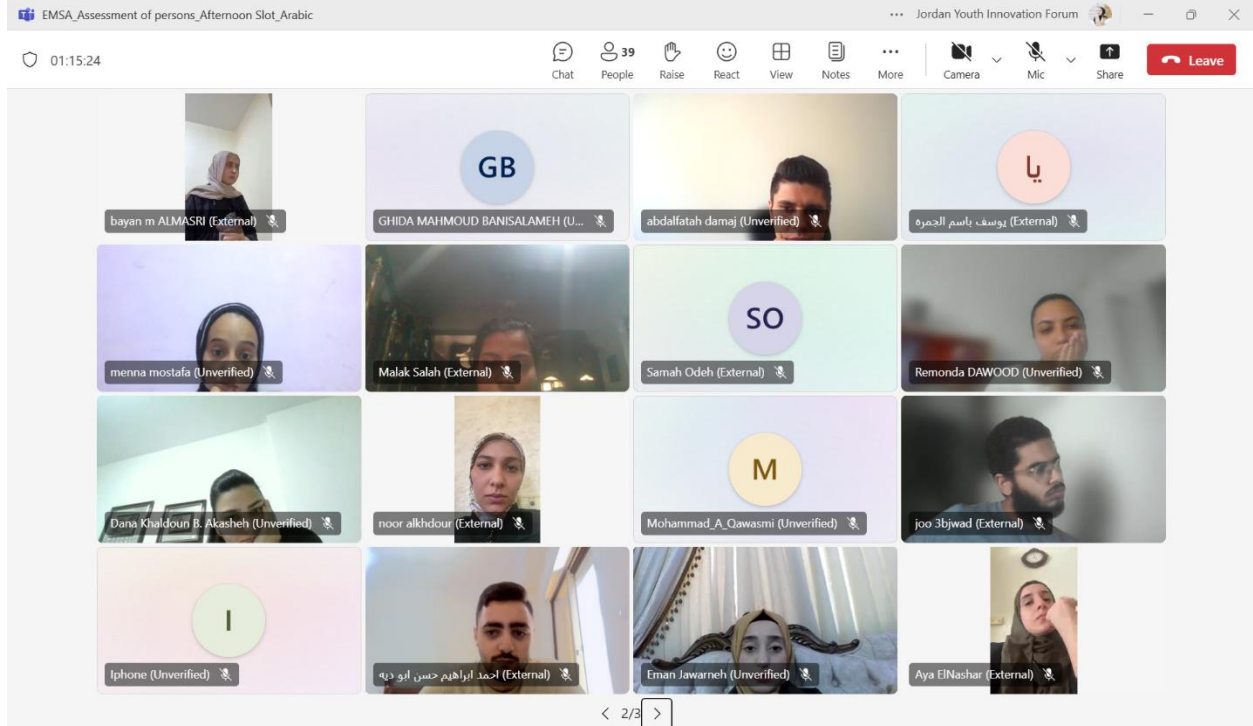 EMSA_Assessment of persons_Afternoon Slot_Arabic
••• Jordan Youth Innovation Forum
01:15:24
Chat
39 People
Raise
React
View
Notes
More
Camera
Mic
Share
Leave
bayan m ALMASRI (External)
GB
GHIDA MAHMOUD BANISALAMEH (U...
abdalfatah damaj (Unverified)
يا
يوسف باسم الجمرة (External)
menna mostafa (Unverified)
Malak Salah (External)
SO
Samah Odeh (External)
Remonda DAWOOD (Unverified)
Dana Khaldoun B. Akasheh (Unverified)
noor alkhdour (External)
M
Mohammad_A_Qawasmi (Unverified)
joo 3bjwad (External)
I
Iphone (Unverified)
احمد ابراهيم حسن ابو ديه (External)
Eman Jawarneh (Unverified)
Aya ElNashar (External)
2/3